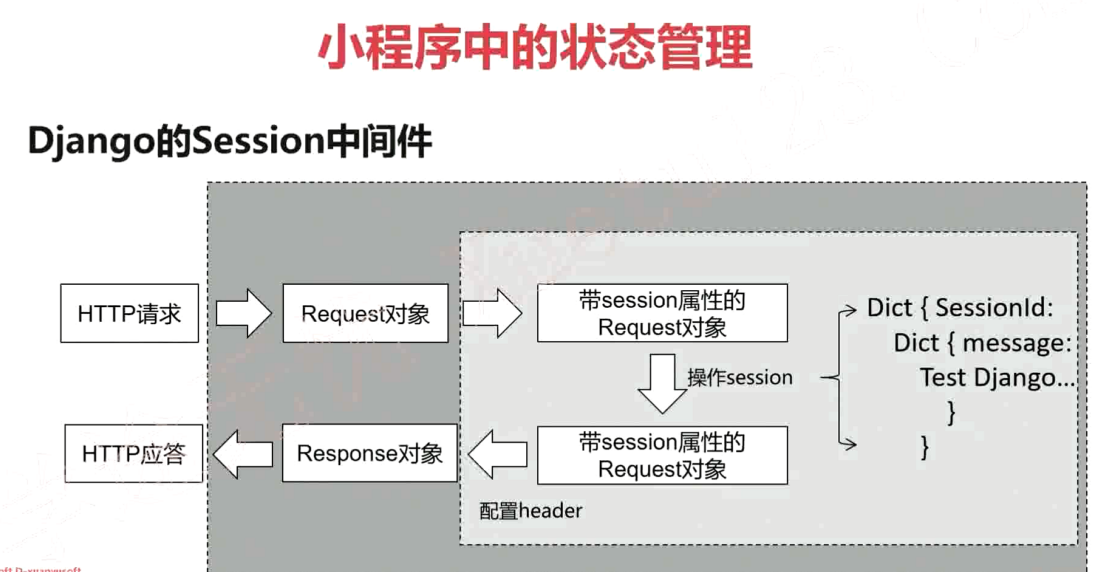 小程序中的状态管理
Django的Session中间件
HTTP请求
Request对象
带session属性的
Request对象
Dict { SessionId:
Dict { message:
操作session
Test Django...
}
HTTP应答
Response对象
带session属性的
Request对象
}
配置header